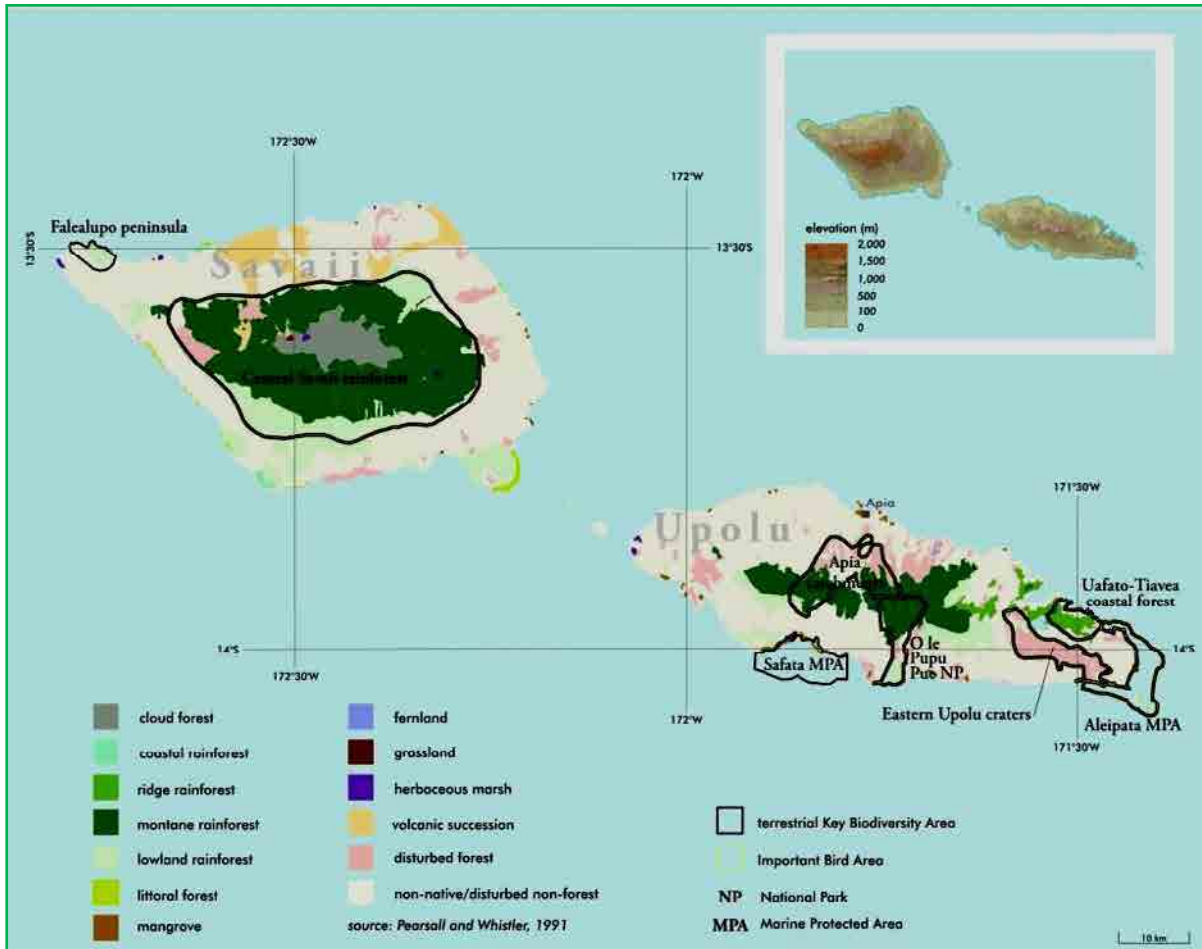 172°30'W
172°W
Falealupo peninsula
13°30'S
13°30'S
Savaii
elevation (m)
2,000
1,500
1,000
500
100
0
Central Savaii rainforest
171°30'W
Upolu
Apia
Apia
Uafato-Tiavea
coastal forest
14°S
14°S
Safata MPA
O le
Pupu
Pue NP
172°30'W
172°W
Eastern Upolu craters
171°30'W
Aleipata MPA
cloud forest
coastal rainforest
ridge rainforest
montane rainforest
lowland rainforest
littoral forest
mangrove
fernland
grassland
herbaceous marsh
volcanic succession
disturbed forest
non-native/disturbed non-forest
source: Pearsall and Whistler, 1991
terrestrial Key Biodiversity Area
Important Bird Area
NP National Park
MPA Marine Protected Area
10 km